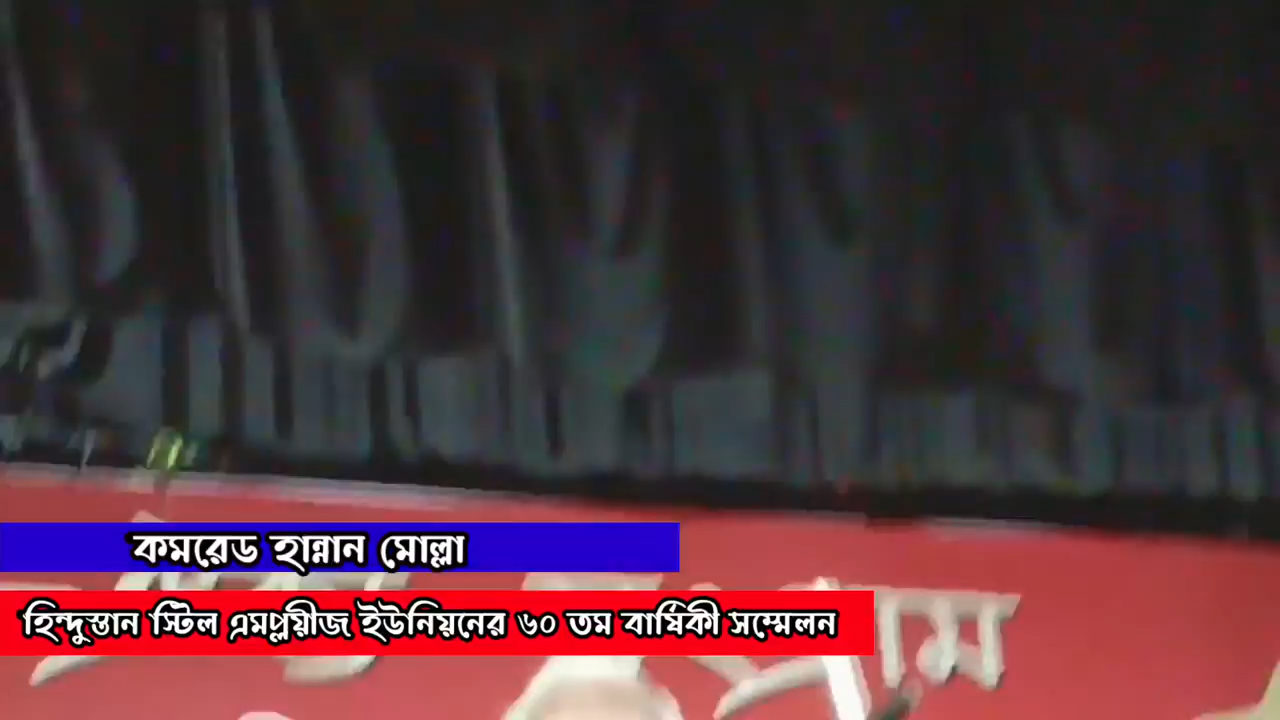 কমরেড হান্নান মোল্লা
হিন্দুস্তান স্টিল এমপ্লয়ীজ ইউনিয়নের ৬০ তম বার্ষিকী সম্মেলন